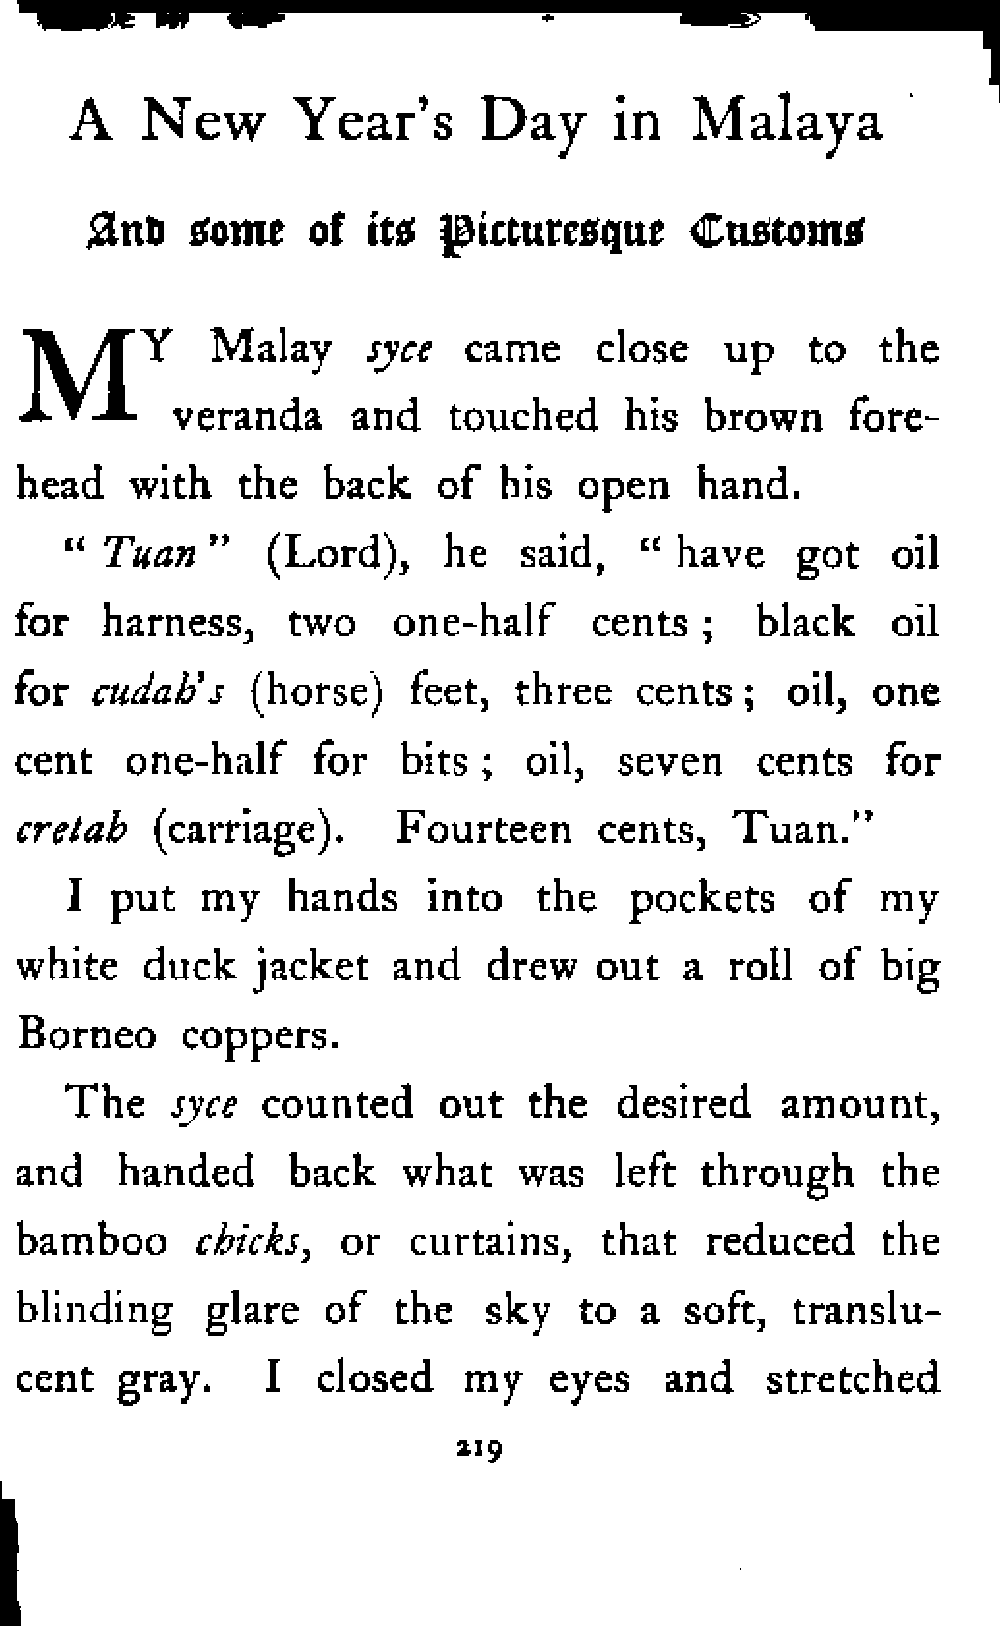 A New Year's Day in Malaya
And some of its Picturesque Customs
MY Malay syce came close up to the
veranda and touched his brown fore-
head with the back of his open hand.
" Tuan " (Lord), he said, " have got oil
for harness, two one-half cents ; black oil
for cudah's (horse) feet, three cents ; oil, one
cent one-half for bits ; oil, seven cents for
cretah (carriage). Fourteen cents, Tuan."
I put my hands into the pockets of my
white duck jacket and drew out a roll of big
Borneo coppers.
The syce counted out the desired amount,
and handed back what was left through the
bamboo chicks, or curtains, that reduced the
blinding glare of the sky to a soft, translu-
cent gray. I closed my eyes and stretched
219